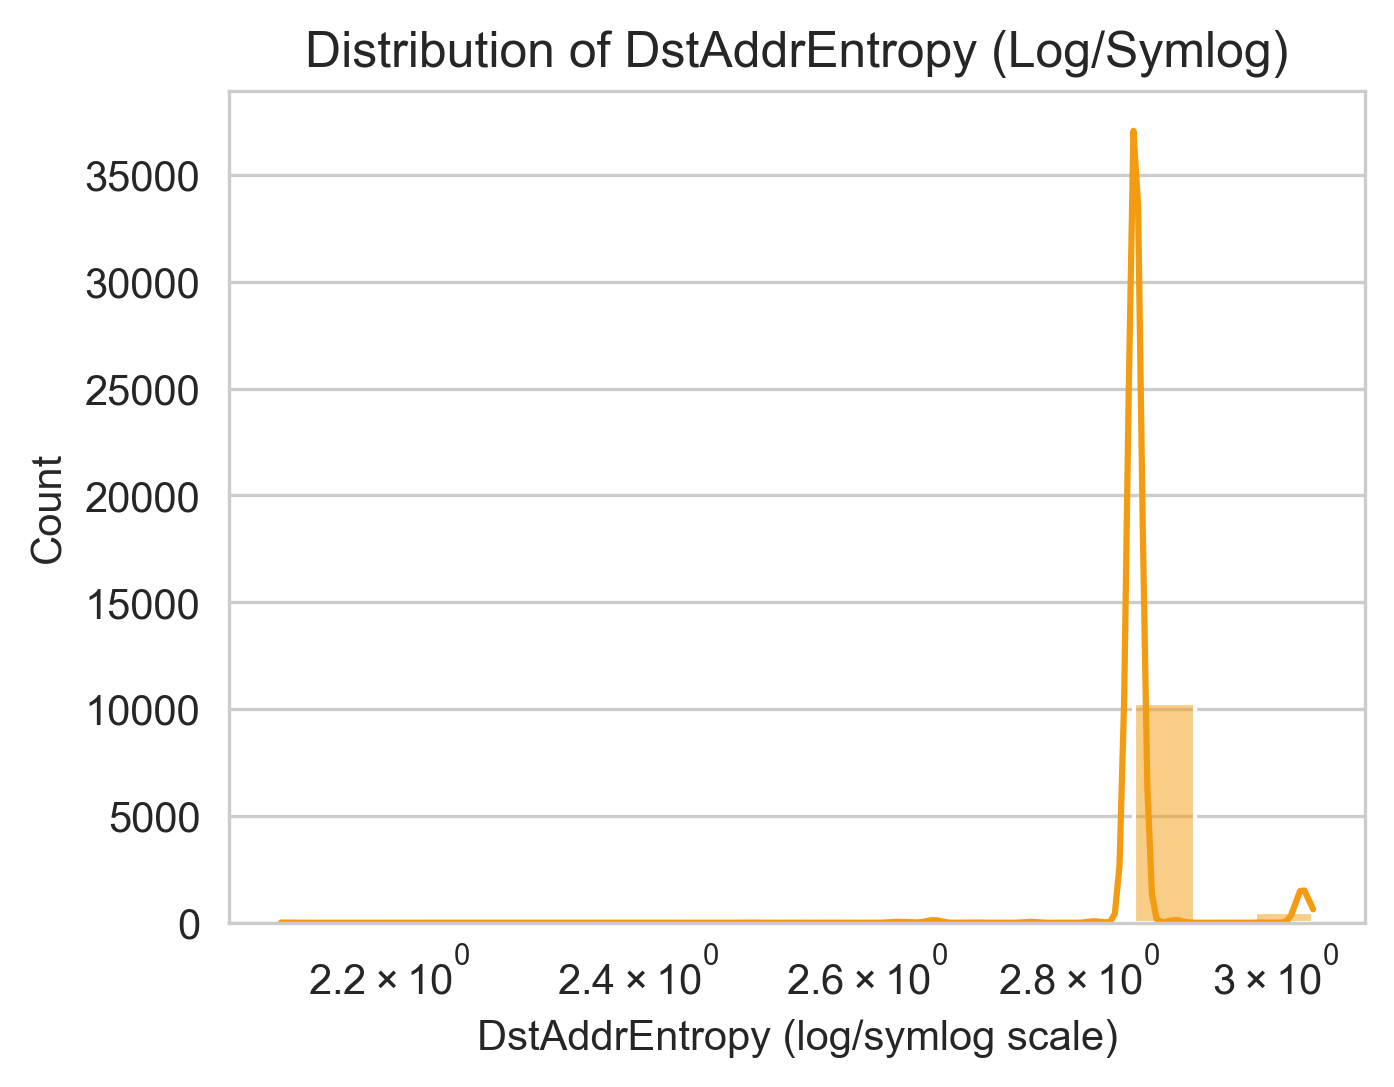 Distribution of DstAddrEntropy (Log/Symlog)
35000
30000
25000
20000
15000
10000
5000
0
Count
2.2 × 10⁰ 2.4 × 10⁰ 2.6 × 10⁰ 2.8 × 10⁰ 3 × 10⁰
DstAddrEntropy (log/symlog scale)